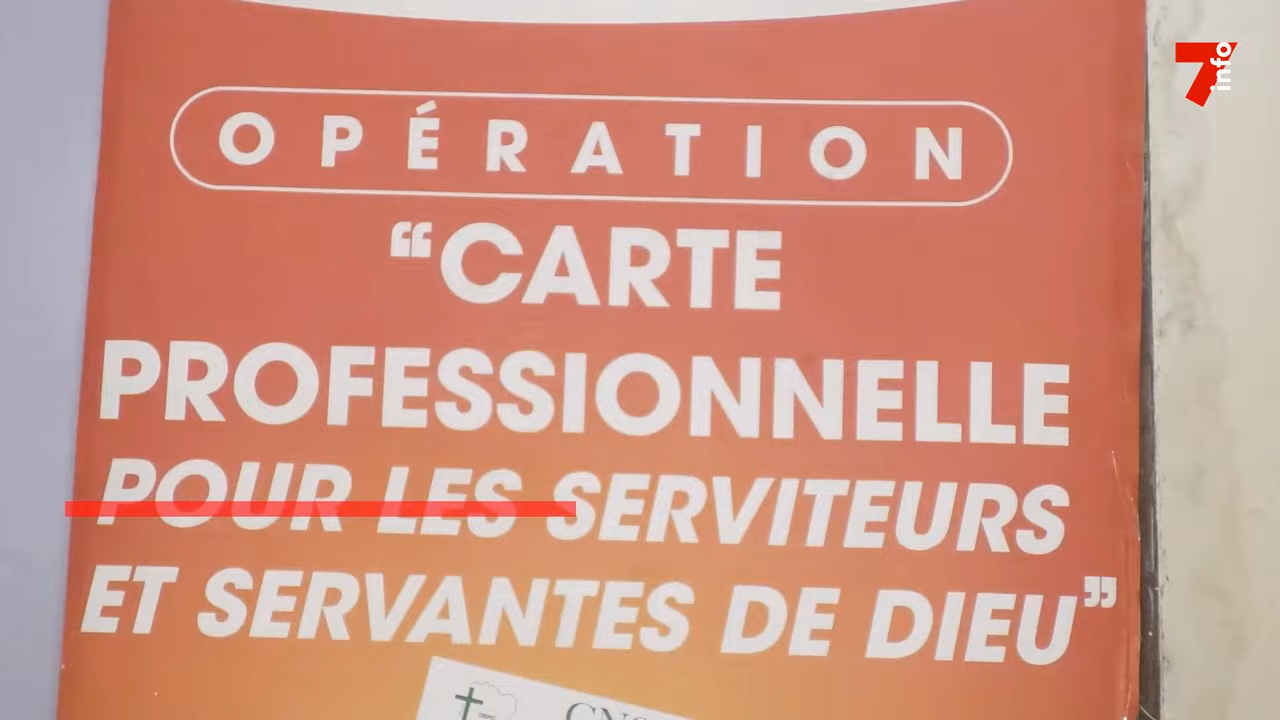 7info
OPÉRATION
“CARTE
PROFESSIONNELLE
POUR LES SERVITEURS
ET SERVANTES DE DIEU”